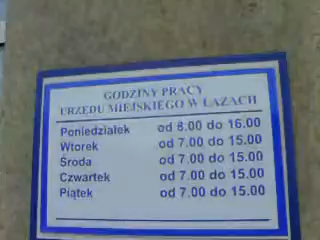 GODZINY PRACY
URZĘDU MIEJSKIEGO W ŁAZACH
Poniedziałek od 8.00 do 16.00
Wtorek od 7.00 do 15.00
Środa od 7.00 do 15.00
Czwartek od 7.00 do 15.00
Piątek od 7.00 do 15.00